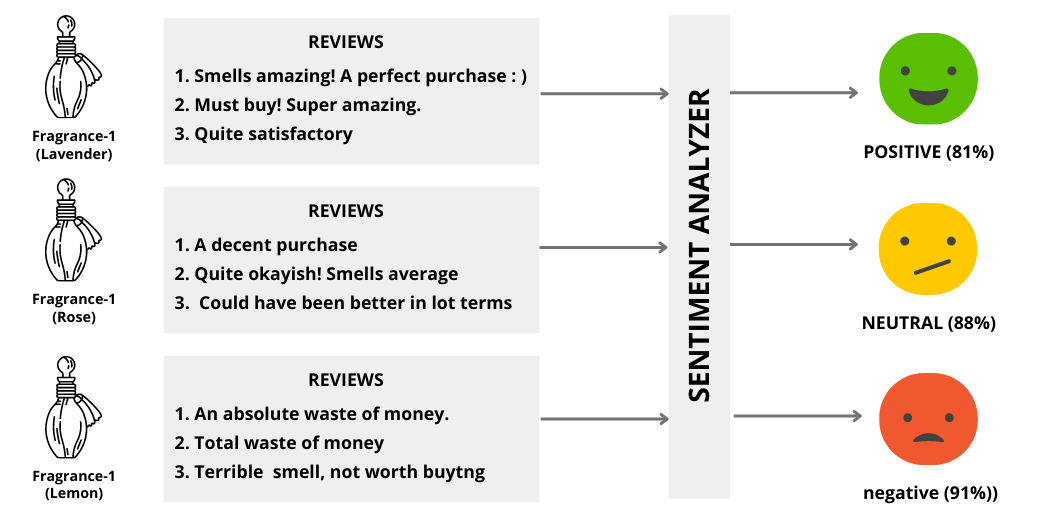 Fragrance-1
(Lavender)
REVIEWS
1. Smells amazing! A perfect purchase : )
2. Must buy! Super amazing.
3. Quite satisfactory
POSITIVE (81%)
Fragrance-1
(Rose)
REVIEWS
1. A decent purchase
2. Quite okayish! Smells average
3.  Could have been better in lot terms
NEUTRAL (88%)
Fragrance-1
(Lemon)
REVIEWS
1. An absolute waste of money.
2. Total waste of money
3. Terrible  smell, not worth buytng
negative (91%))
SENTIMENT ANALYZER